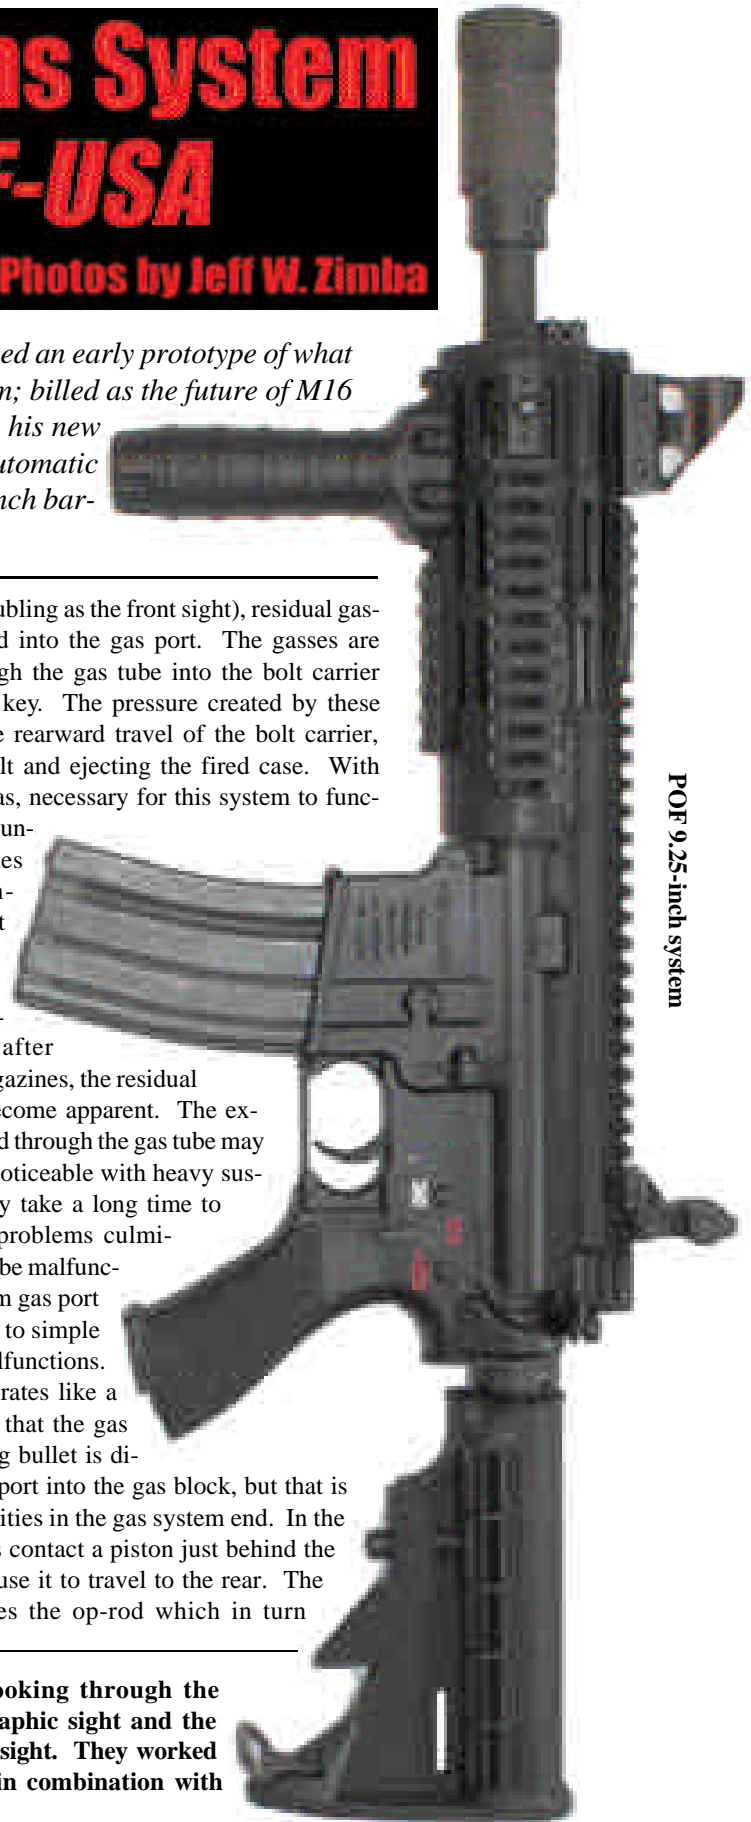 ns System
F-USA
Photos by Jeff W. Zimba
ed an early prototype of what
n; billed as the future of M16
his new
utomatic
nch bar-
ubling as the front sight), residual gas-
d into the gas port. The gasses are
gh the gas tube into the bolt carrier
key. The pressure created by these
e rearward travel of the bolt carrier,
lt and ejecting the fired case. With
as, necessary for this system to func-
un-
es
n-
t
-
after
gazines, the residual
ecome apparent. The ex-
d through the gas tube may
oticeable with heavy sus-
y take a long time to
problems culmi-
be malfunc-
m gas port
to simple
lfunctions.
rates like a
that the gas
g bullet is di-
port into the gas block, but that is
ities in the gas system end. In the
s contact a piston just behind the
use it to travel to the rear. The
es the op-rod which in turn
ooking through the
aphic sight and the
sight. They worked
in combination with
POF 9.25-inch system